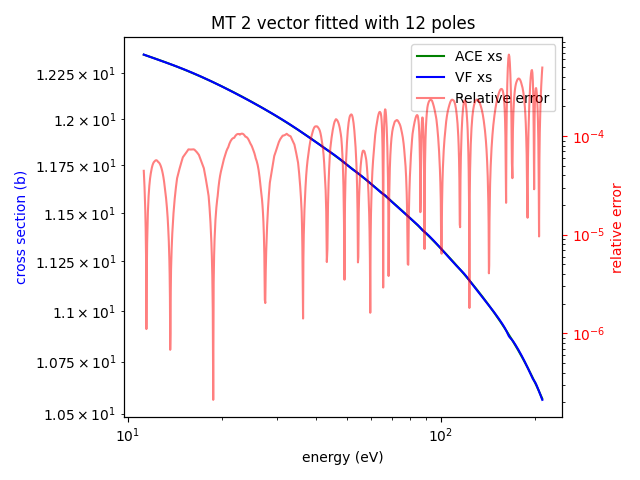 MT 2 vector fitted with 12 poles
ACE xs
VF xs
Relative error
1.225 × 10¹
1.2 × 10¹
1.175 × 10¹
1.15 × 10¹
1.125 × 10¹
1.1 × 10¹
1.075 × 10¹
1.05 × 10¹
cross section (b)
10⁻⁴
10⁻⁵
10⁻⁶
relative error
10¹
10²
energy (eV)